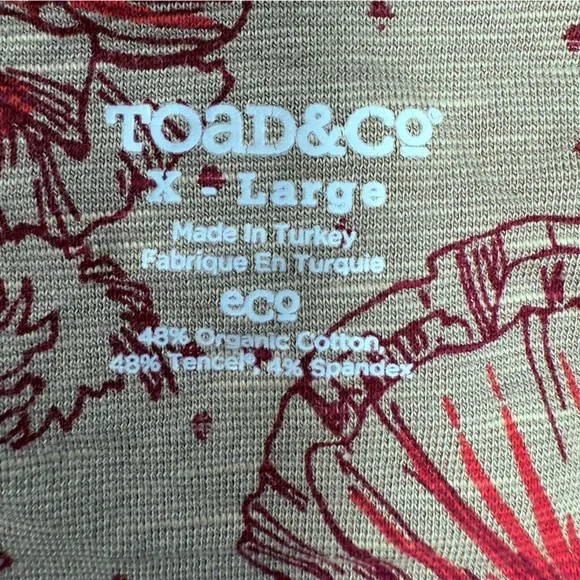 TOAD&CO®
X - Large
Made In Turkey
Fabrique En Turquie
eco
48% Organic Cotton,
48% Tencel®, 4% Spandex